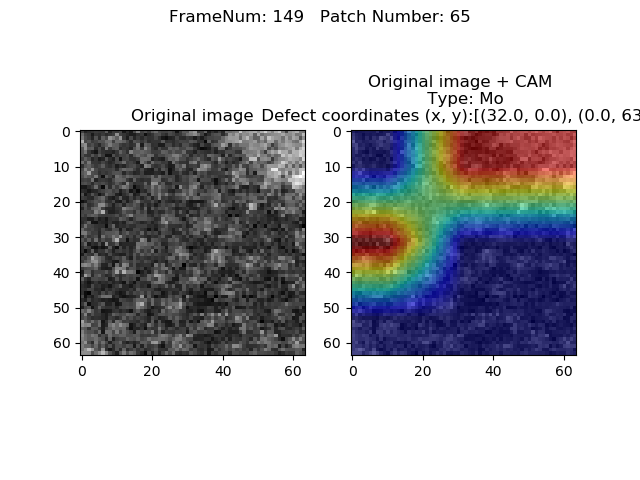 FrameNum: 149   Patch Number: 65
Original image
Original image + CAM
Type: Mo
Defect coordinates (x, y):[(32.0, 0.0), (0.0, 63
0
10
20
30
40
50
60
0 20 40 60
0
10
20
30
40
50
60
0 20 40 60